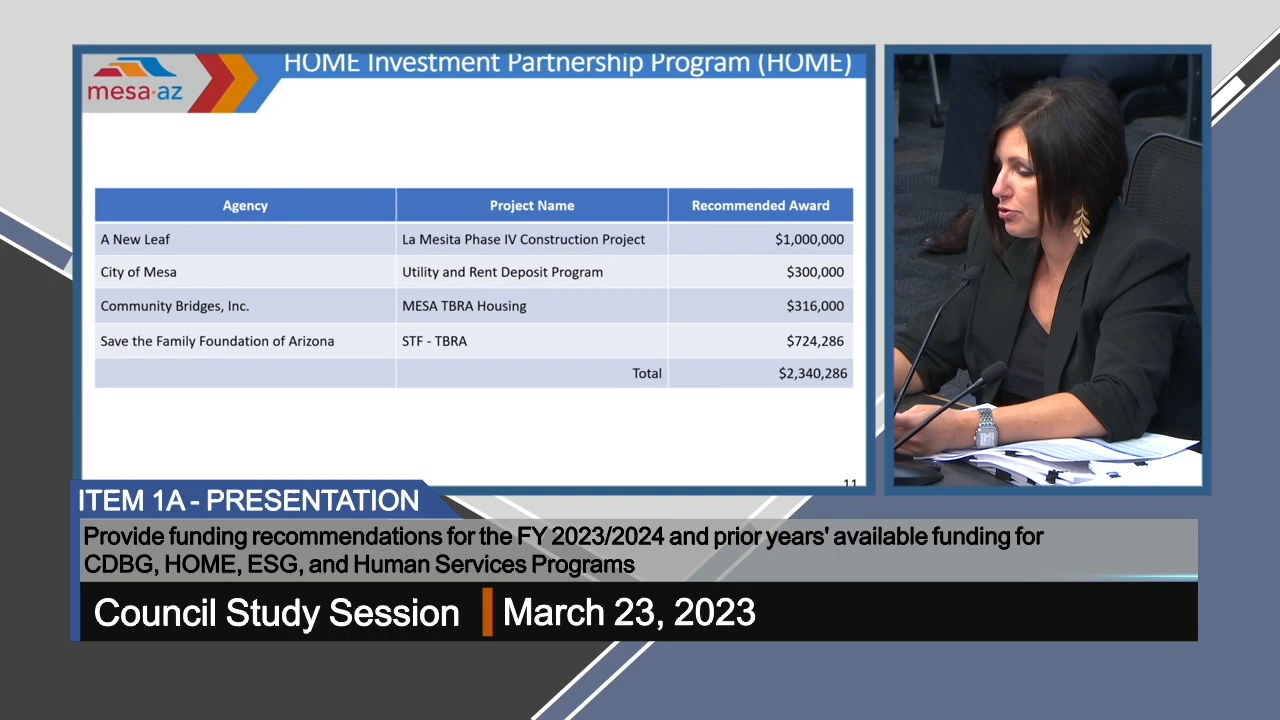 HOME Investment Partnership Program (HOME)
mesa·az
Agency Project Name Recommended Award
A New Leaf La Mesita Phase IV Construction Project $1,000,000
City of Mesa Utility and Rent Deposit Program $300,000
Community Bridges, Inc. MESA TBRA Housing $316,000
Save the Family Foundation of Arizona STF - TBRA $724,286
Total $2,340,286
11
ITEM 1A - PRESENTATION
Provide funding recommendations for the FY 2023/2024 and prior years' available funding for
CDBG, HOME, ESG, and Human Services Programs
Council Study Session March 23, 2023